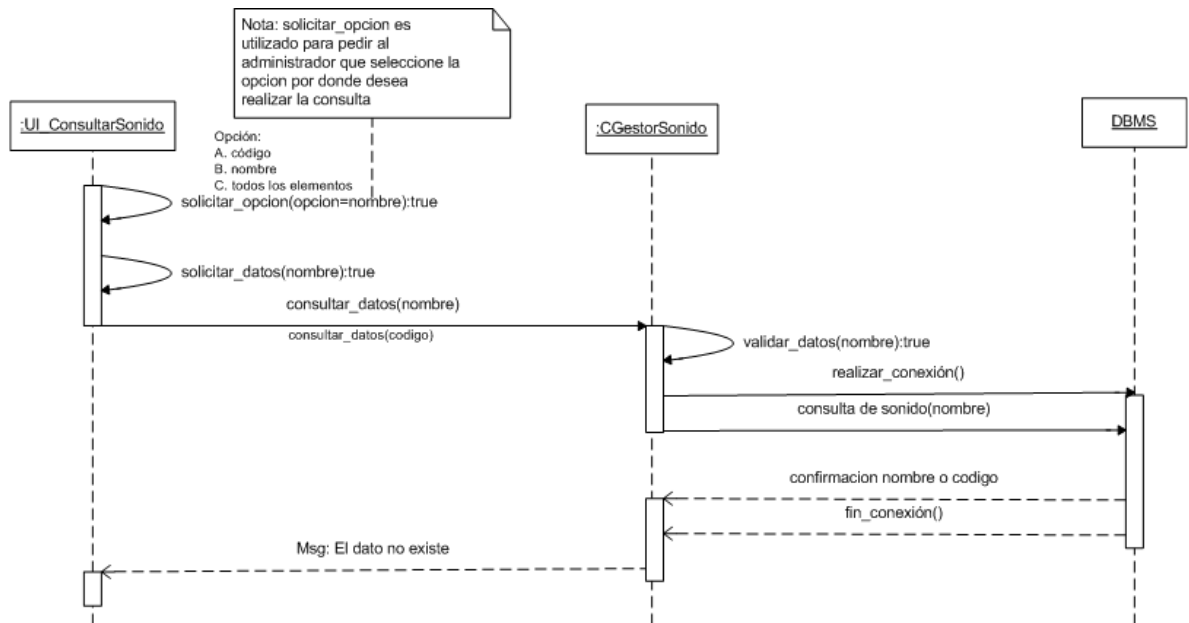 Nota: solicitar_opcion es
utilizado para pedir al
administrador que seleccione la
opcion por donde desea
realizar la consulta
:UI_ConsultarSonido
:CGestorSonido
DBMS
Opción:
A. código
B. nombre
C. todos los elementos
solicitar_opcion(opcion=nombre):true
solicitar_datos(nombre):true
consultar_datos(nombre)
consultar_datos(codigo)
validar_datos(nombre):true
realizar_conexión()
consulta de sonido(nombre)
confirmacion nombre o codigo
fin_conexión()
Msg: El dato no existe